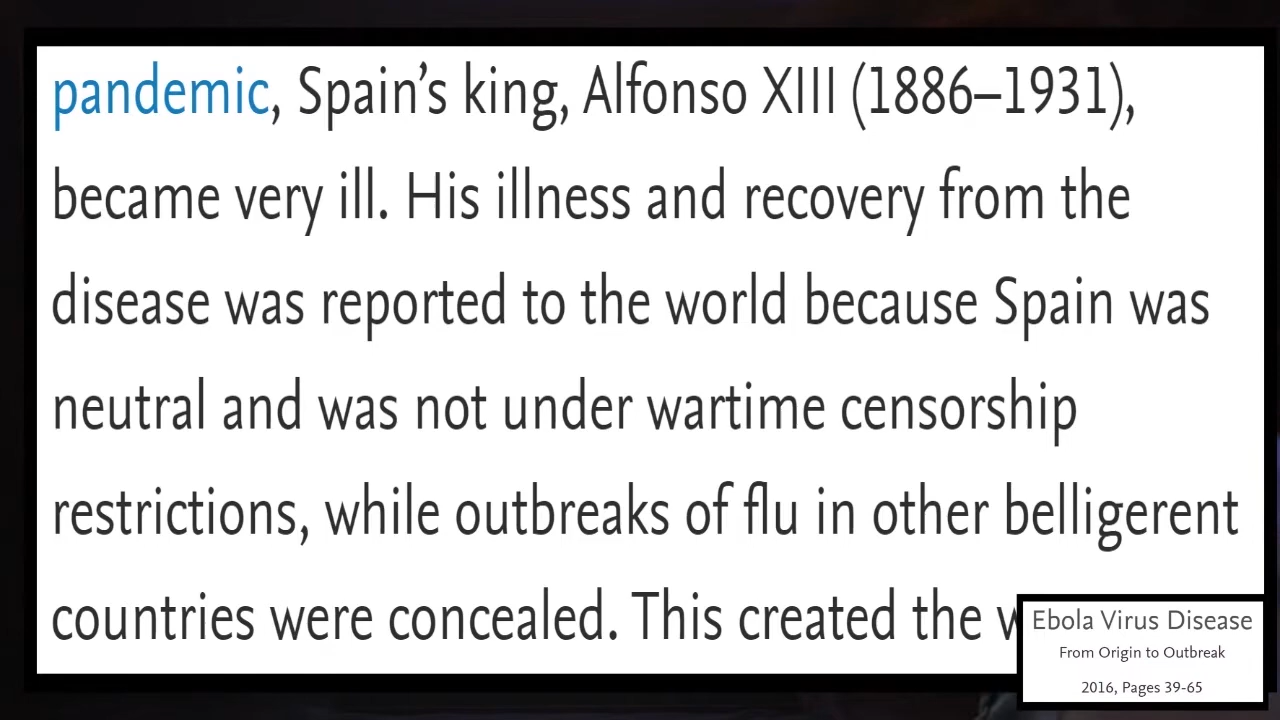 pandemic, Spain’s king, Alfonso XIII (1886–1931),
became very ill. His illness and recovery from the
disease was reported to the world because Spain was
neutral and was not under wartime censorship
restrictions, while outbreaks of flu in other belligerent
countries were concealed. This created the
Ebola Virus Disease
From Origin to Outbreak
2016, Pages 39-65